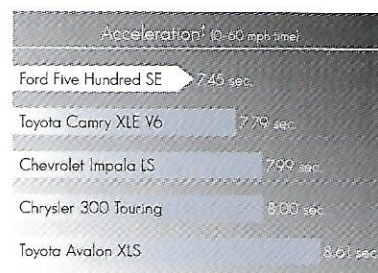 Acceleration‡ (0-60 mph time)
Ford Five Hundred SE 7.45 sec.
Toyota Camry XLE V6 7.79 sec.
Chevrolet Impala LS 7.99 sec.
Chrysler 300 Touring 8.00 sec.
Toyota Avalon XLS 8.61 sec.